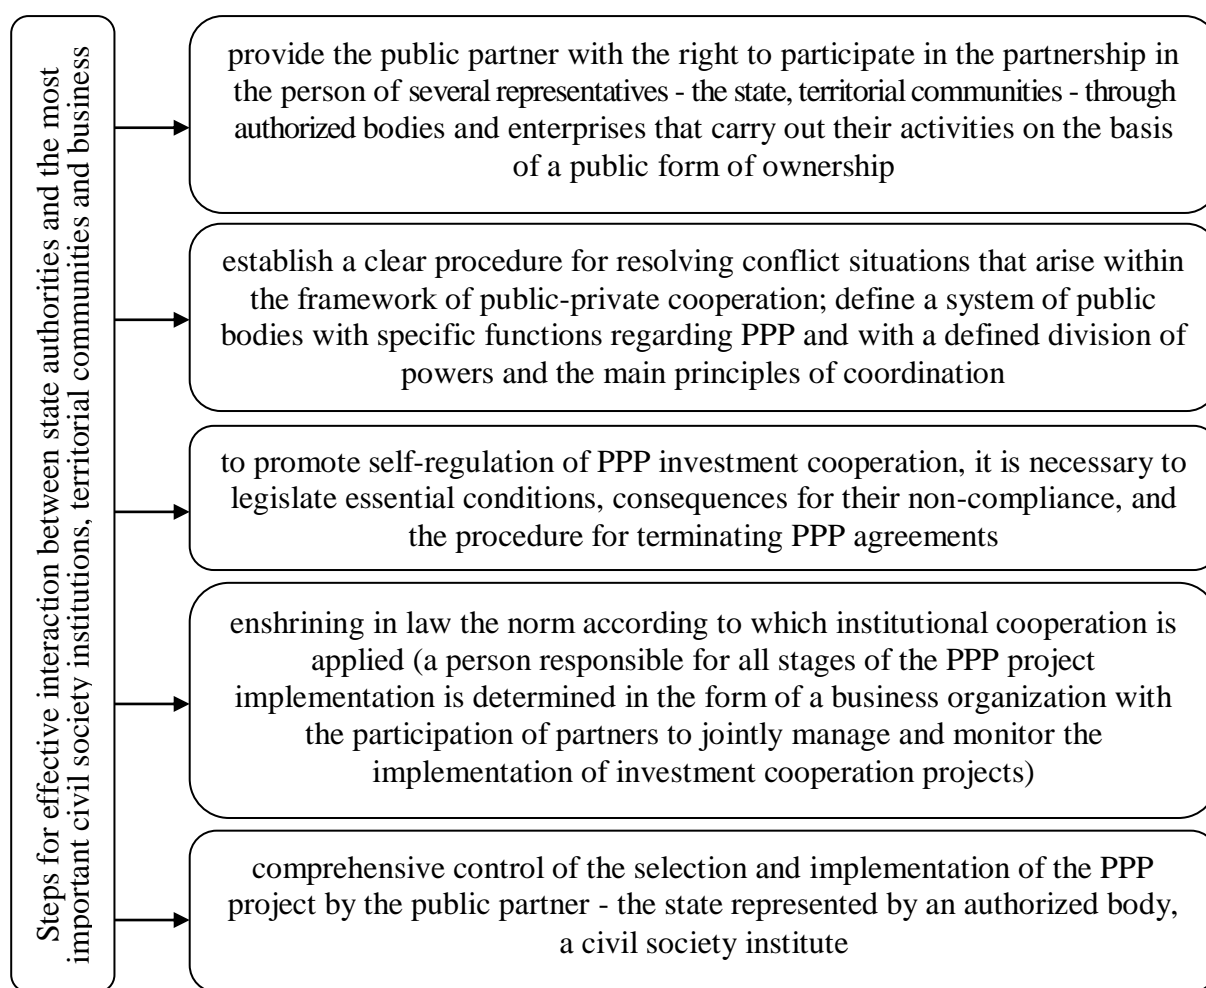 Steps for effective interaction between state authorities and the most
important civil society institutions, territorial communities and business
provide the public partner with the right to participate in the partnership in
the person of several representatives - the state, territorial communities - through
authorized bodies and enterprises that carry out their activities on the basis
of a public form of ownership
establish a clear procedure for resolving conflict situations that arise within
the framework of public-private cooperation; define a system of public
bodies with specific functions regarding PPP and with a defined division of
powers and the main principles of coordination
to promote self-regulation of PPP investment cooperation, it is necessary to
legislate essential conditions, consequences for their non-compliance, and
the procedure for terminating PPP agreements
enshrining in law the norm according to which institutional cooperation is
applied (a person responsible for all stages of the PPP project
implementation is determined in the form of a business organization with
the participation of partners to jointly manage and monitor the
implementation of investment cooperation projects)
comprehensive control of the selection and implementation of the PPP
project by the public partner - the state represented by an authorized body,
a civil society institute